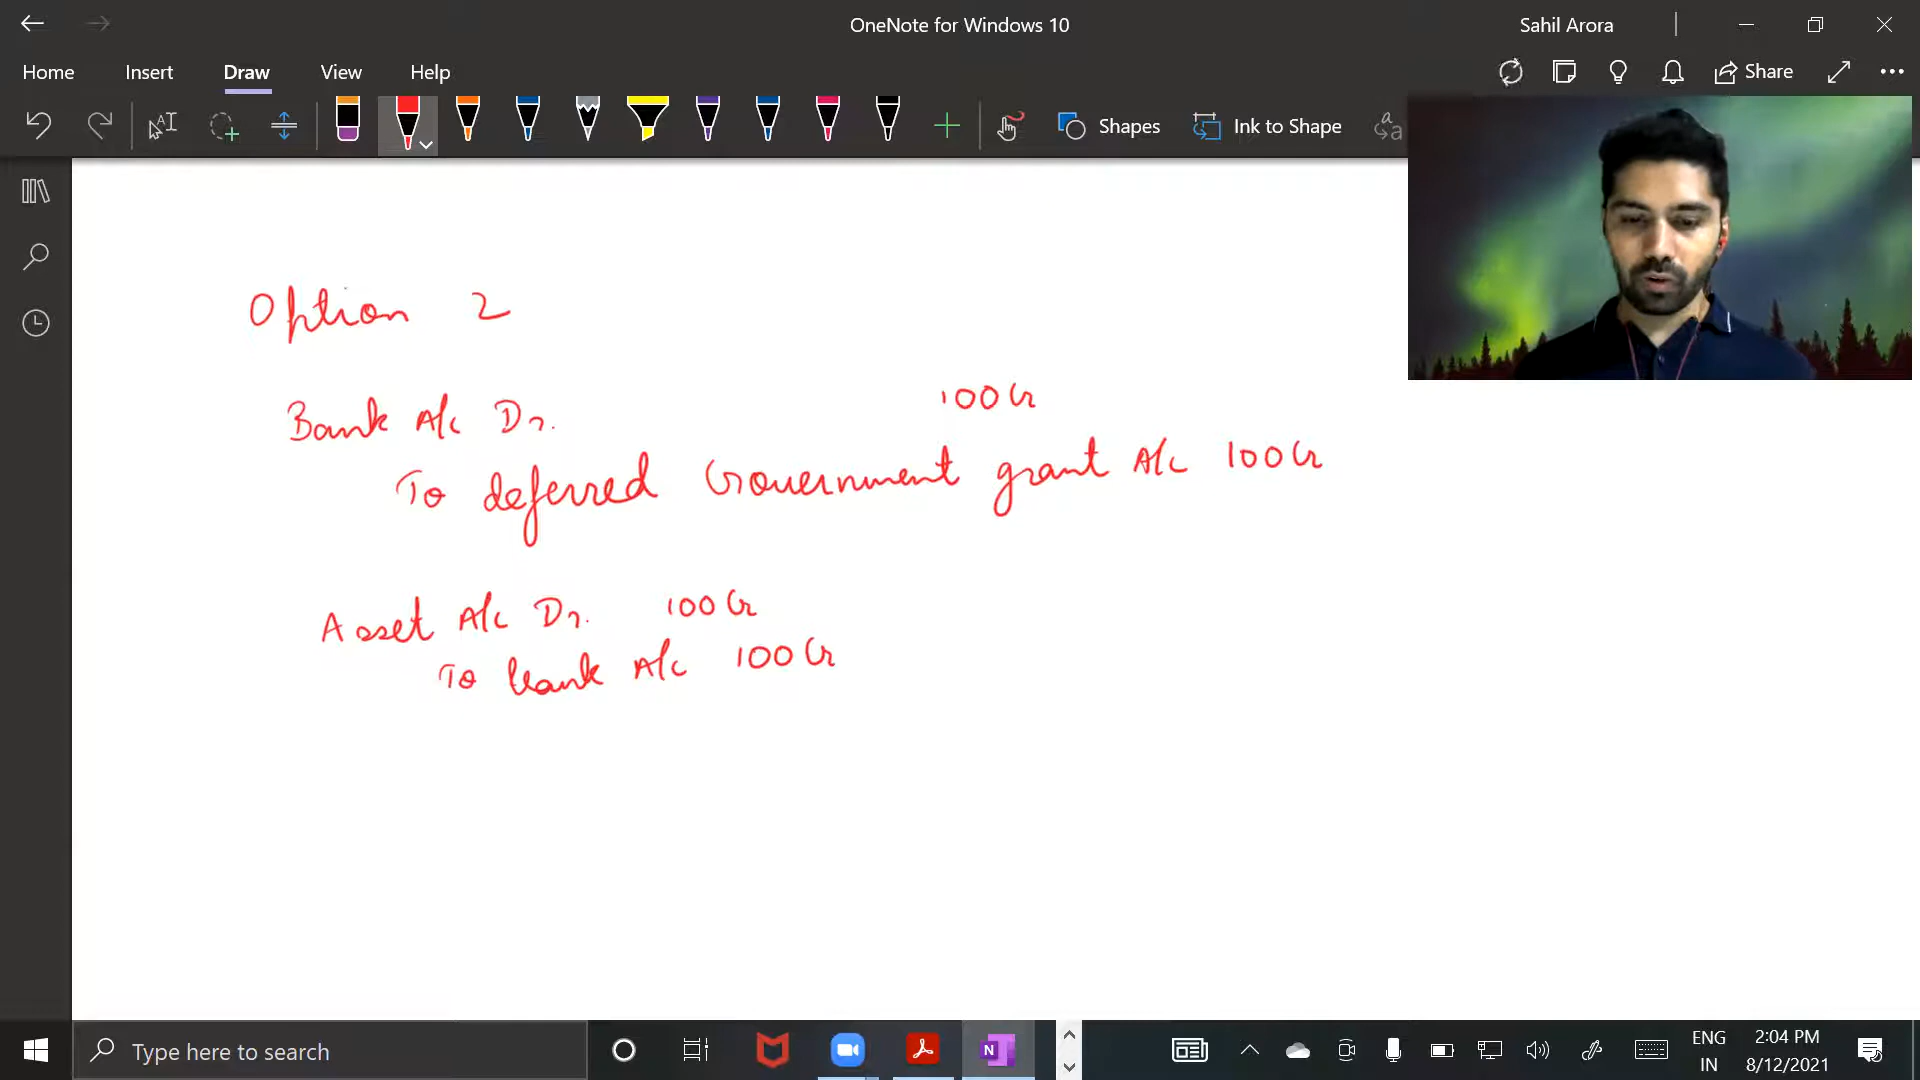 OneNote for Windows 10
Sahil Arora
Home Insert Draw View Help
Share
Shapes
Ink to Shape
Option 2
Bank A/c Dr. 100 Cr
To deferred Government grant A/c 100 Cr
Asset A/c Dr. 100 Cr
To bank A/c 100 Cr
Type here to search
ENG
IN
2:04 PM
8/12/2021